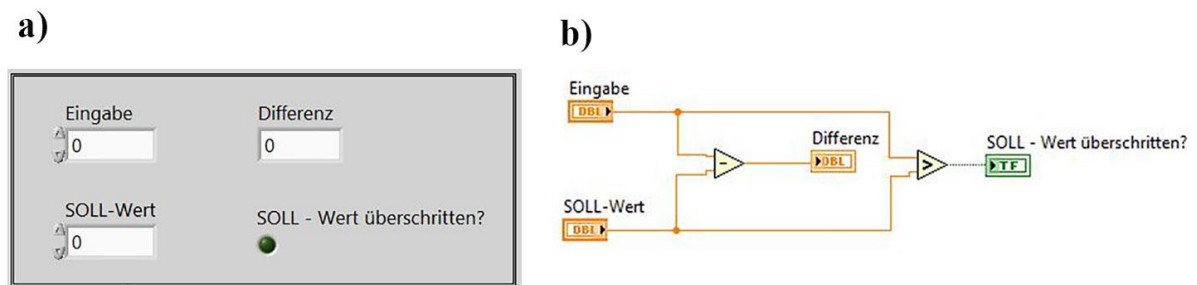 a)
Eingabe
0
Differenz
0
SOLL-Wert
0
SOLL - Wert überschritten?
b)
Eingabe
DBL
Differenz
DBL
-
>
SOLL - Wert überschritten?
TF
SOLL-Wert
DBL